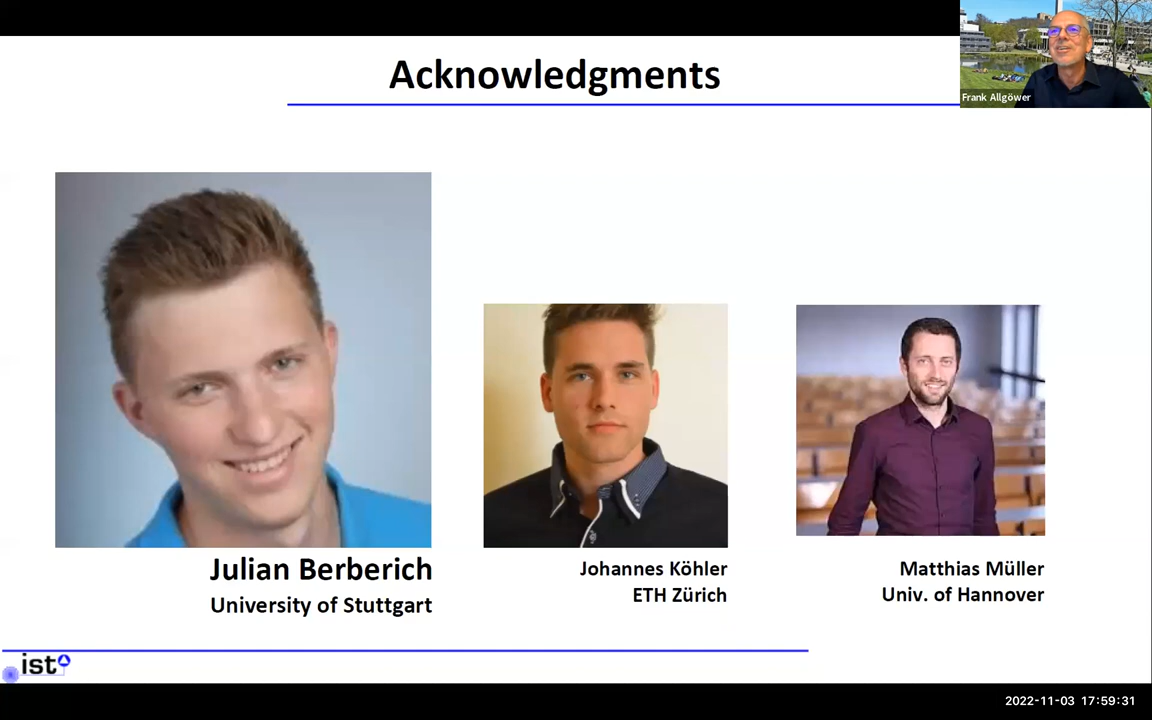 Acknowledgments
Frank Allgöwer
Julian Berberich
University of Stuttgart
Johannes Köhler
ETH Zürich
Matthias Müller
Univ. of Hannover
ist
2022-11-03 17:59:31